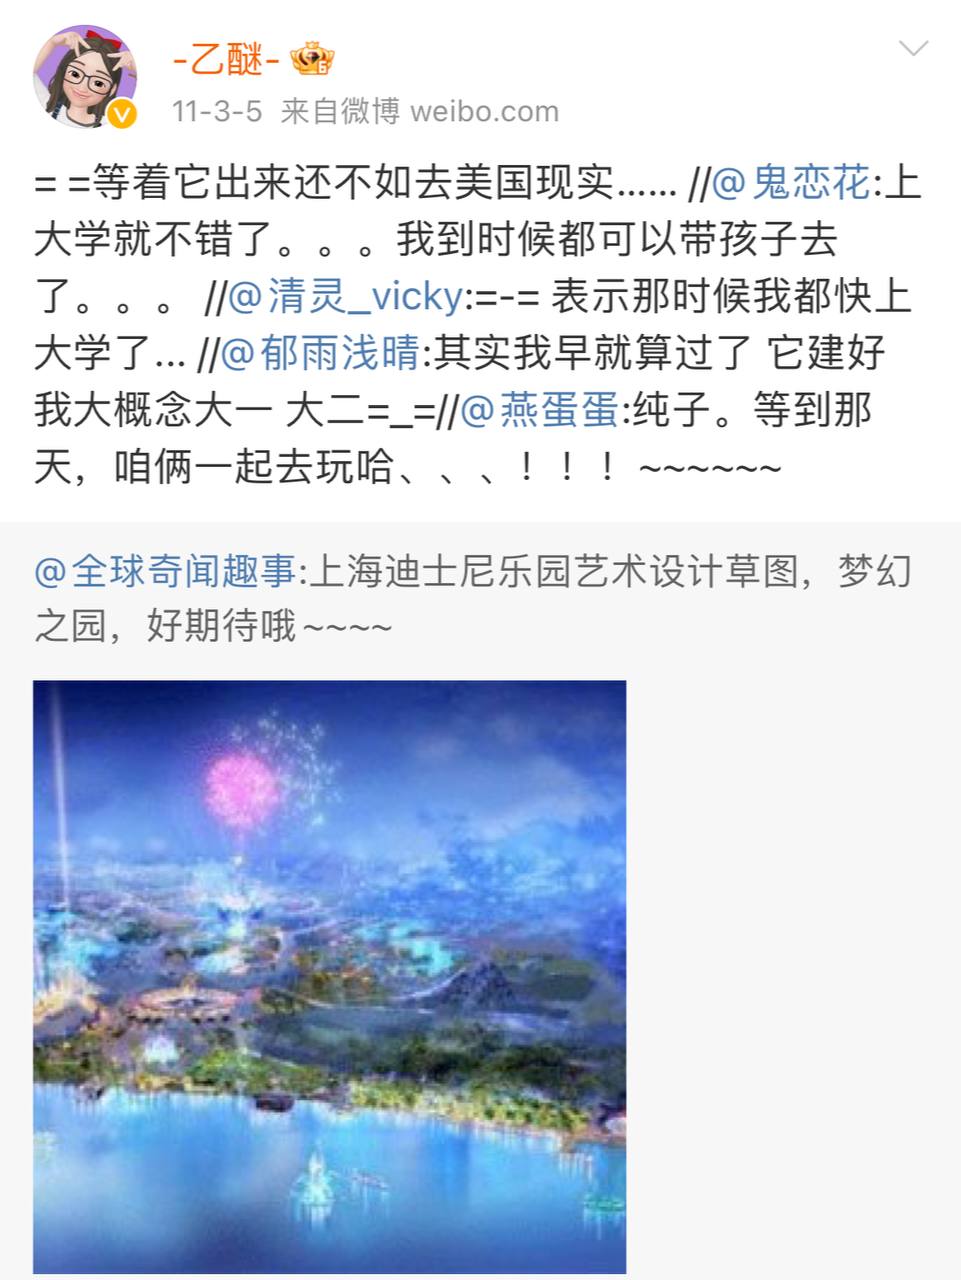 -乙醚-
6
11-3-5 来自微博 weibo.com
= =等着它出来还不如去美国现实...... //@鬼恋花:上
大学就不错了。。。我到时候都可以带孩子去
了。。。 //@清灵_vicky:=-= 表示那时候我都快上
大学了... //@郁雨浅晴:其实我早就算过了 它建好
我大概念大一 大二=_=//@燕蛋蛋:纯子。等到那
天，咱俩一起去玩哈、、、！！！~~~~~~
@全球奇闻趣事:上海迪士尼乐园艺术设计草图，梦幻
之园，好期待哦~~~~